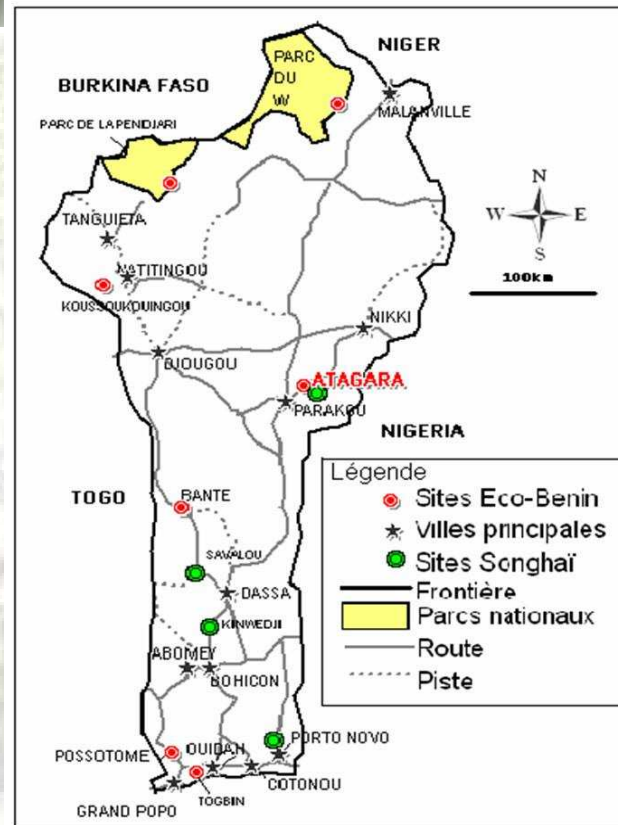 NIGER
PARC
DU
W
BURKINA FASO
MALANVILLE
PARC DE LA PENDJARI
N
W E
S
TANGUIETA
NATITINGOU
100km
KOUSSOUKOUINGOU
NIKKI
DJOUGOU
ATAGARA
PARAKOU
NIGERIA
Légende
TOGO
BANTE
Sites Eco-Benin
Villes principales
SAVALOU
Sites Songhaï
DASSA
Frontière
KINWEDJI
Parcs nationaux
ABOMEY
Route
BOHICON
Piste
OUIDAH
PORTO NOVO
POSSOTOME
COTONOU
TOGBIN
GRAND POPO